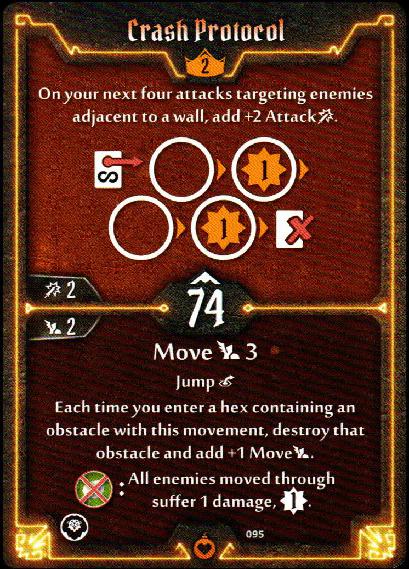 Crash Protocol
2
On your next four attacks targeting enemies
adjacent to a wall, add +2 Attack.
S 1
1
2
74
2
Move 3
Jump
Each time you enter a hex containing an
obstacle with this movement, destroy that
obstacle and add +1 Move.
: All enemies moved through
suffer 1 damage, 1.
095